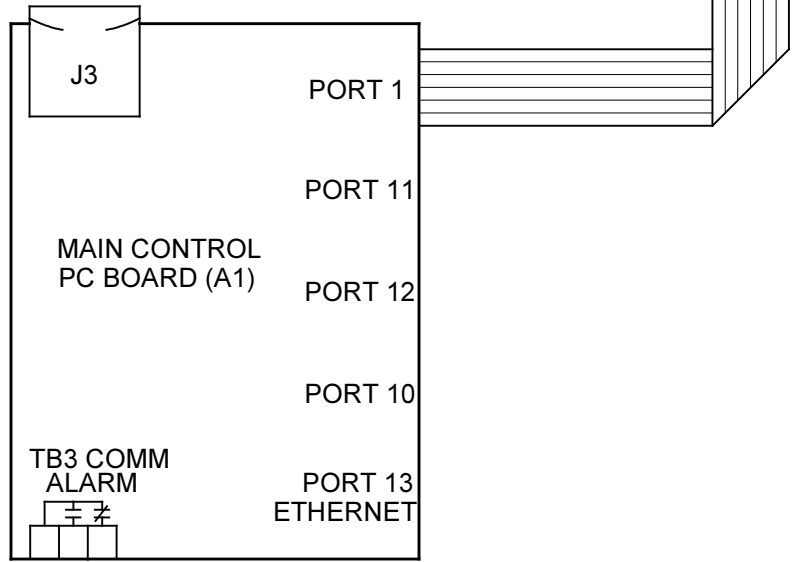 J3
PORT 1
PORT 11
MAIN CONTROL
PC BOARD (A1)
PORT 12
PORT 10
TB3 COMM
ALARM
PORT 13
ETHERNET